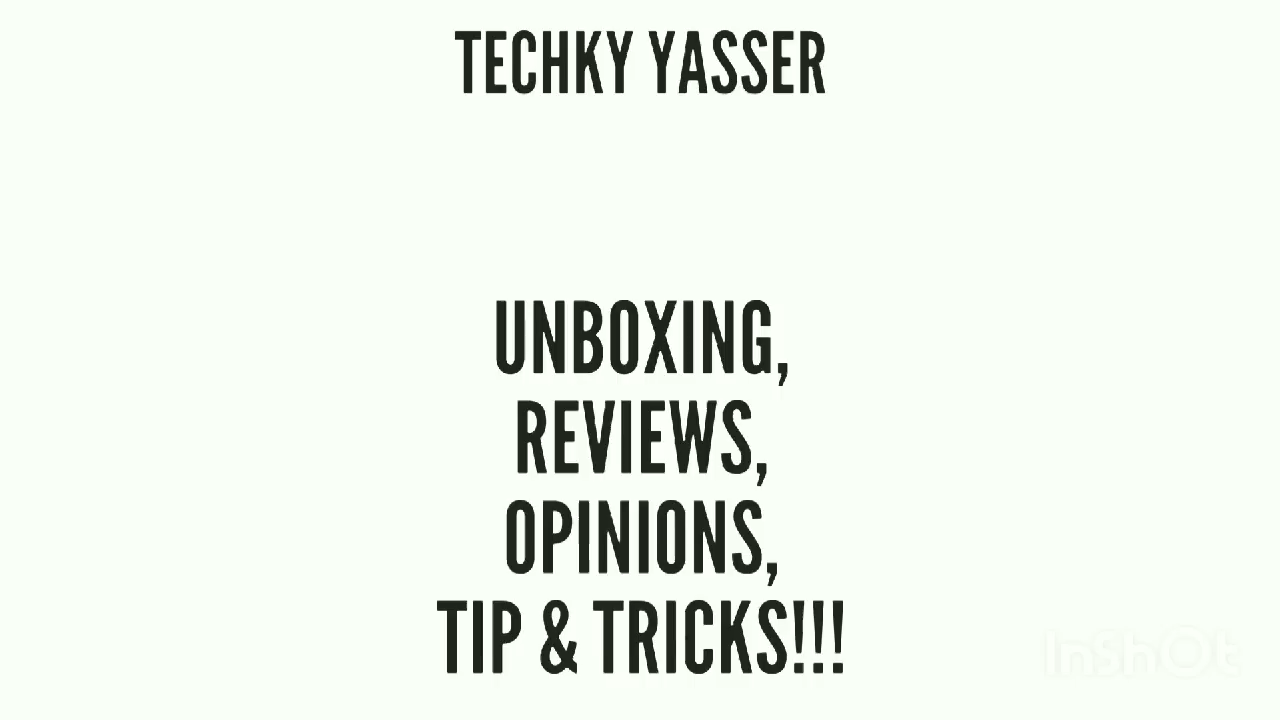 TECHKY YASSER
UNBOXING,
REVIEWS,
OPINIONS,
TIP & TRICKS!!!
InShOt